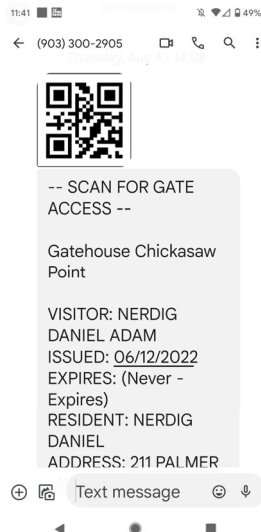 11:41
49%
(903) 300-2905
-- SCAN FOR GATE
ACCESS --
Gatehouse Chickasaw
Point
VISITOR: NERDIG
DANIEL ADAM
ISSUED: 06/12/2022
EXPIRES: (Never -
Expires)
RESIDENT: NERDIG
DANIEL
ADDRESS: 211 PALMER
Text message